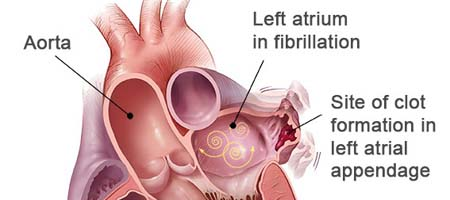 Aorta
Left atrium
in fibrillation
Site of clot
formation in
left atrial
appendage